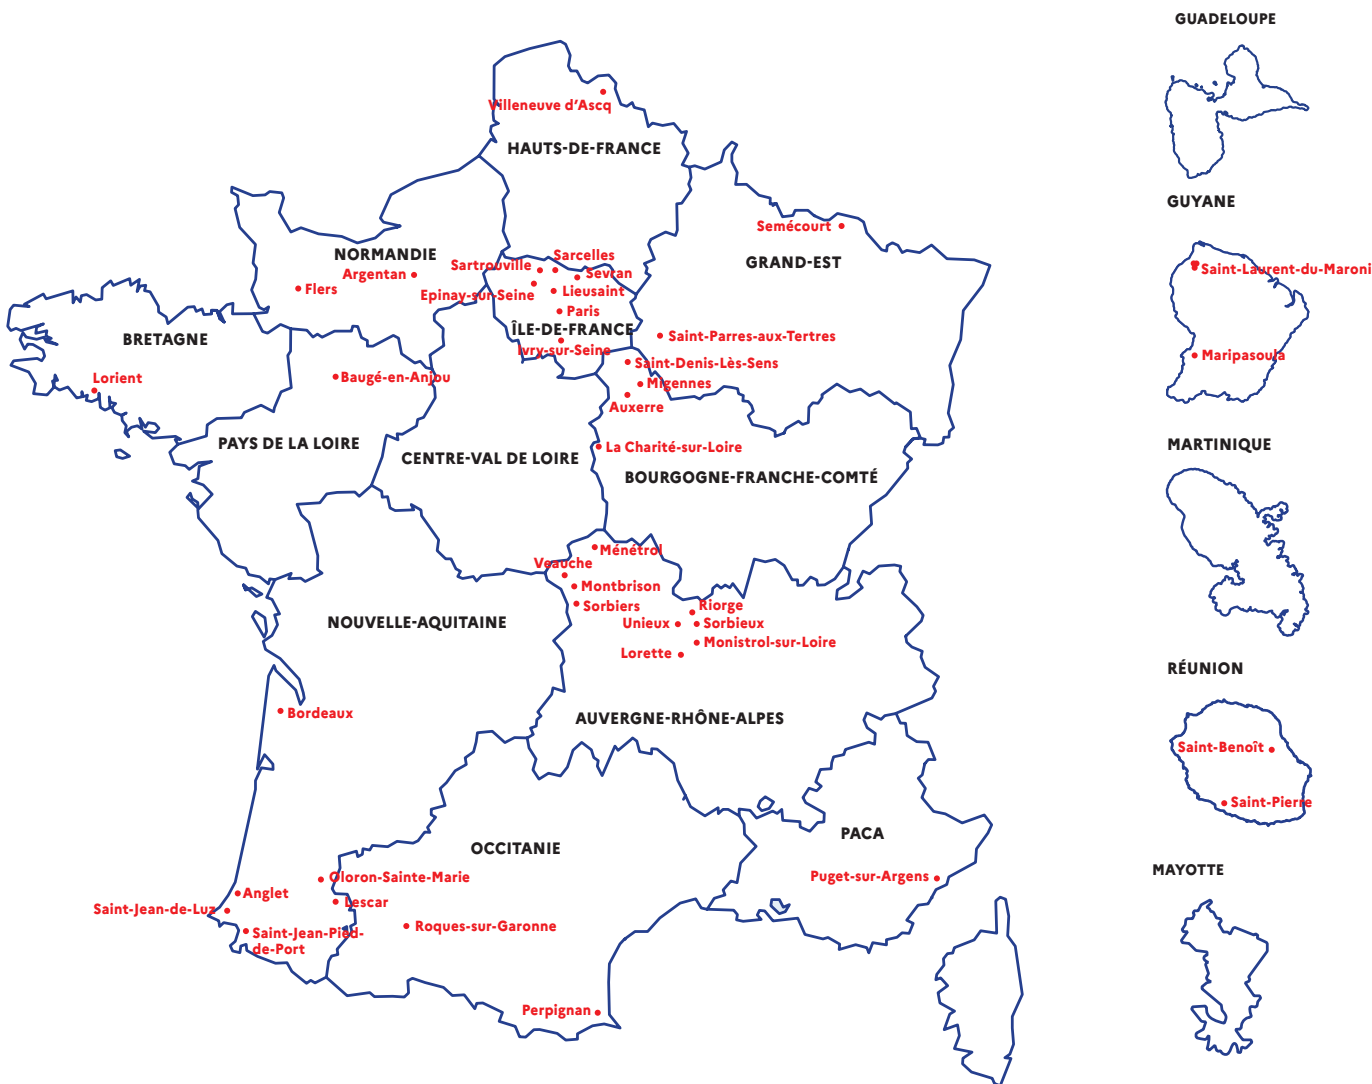 GUADELOUPE
Villeneuve d'Ascq
HAUTS-DE-FRANCE
GUYANE
Semécourt
NORMANDIE
Sarcelles
GRAND-EST
Sartrouville
Argentan
Sevran
Saint-Laurent-du-Maroni
Flers
Epinay-sur-Seine
Lieusaint
Paris
BRETAGNE
ÎLE-DE-FRANCE
Saint-Parres-aux-Tertres
Ivry-sur-Seine
Maripasoula
Saint-Denis-Lès-Sens
Lorient
Baugé-en-Anjou
Migennes
Auxerre
PAYS DE LA LOIRE
La Charité-sur-Loire
MARTINIQUE
CENTRE-VAL DE LOIRE
BOURGOGNE-FRANCHE-COMTÉ
Ménétrol
Veauche
Montbrison
Sorbiers
Riorge
NOUVELLE-AQUITAINE
Unieux
Sorbieux
Monistrol-sur-Loire
Lorette
RÉUNION
Bordeaux
AUVERGNE-RHÔNE-ALPES
Saint-Benoît
Saint-Pierre
PACA
OCCITANIE
MAYOTTE
Oloron-Sainte-Marie
Puget-sur-Argens
Anglet
Lescar
Saint-Jean-de-Luz
Roques-sur-Garonne
Saint-Jean-Pied-
de-Port
Perpignan